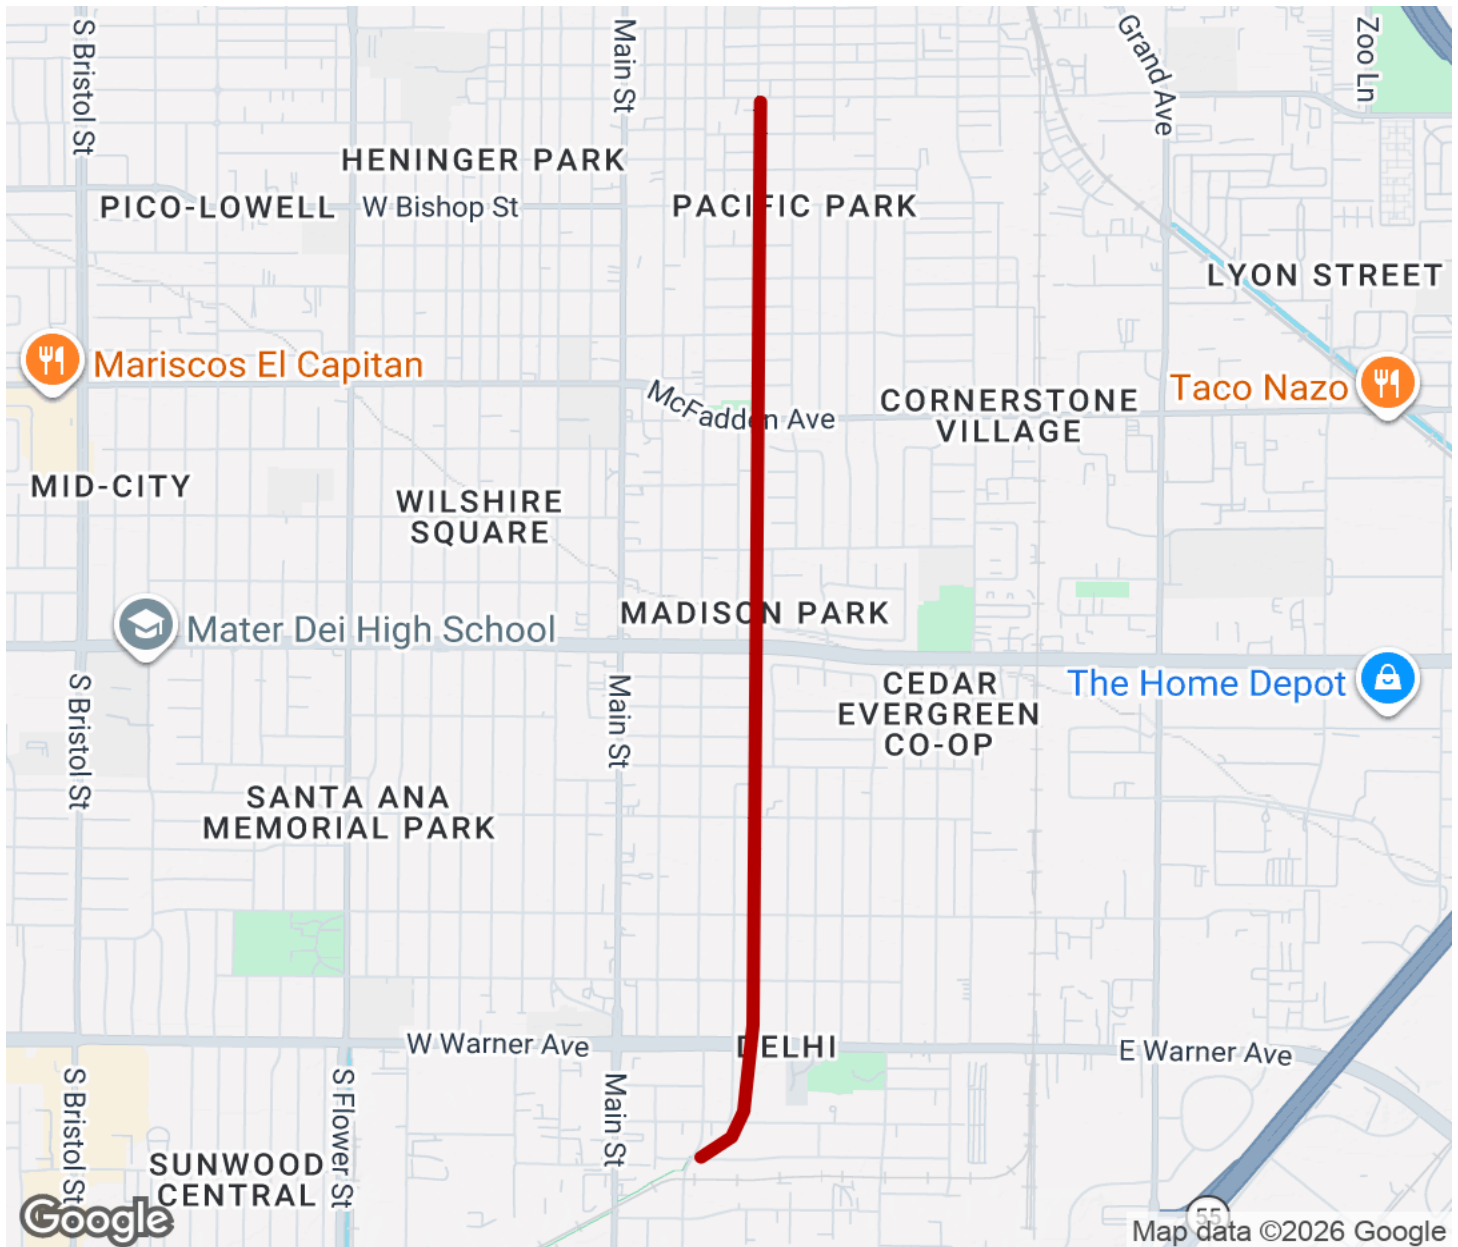 S Bristol St
Main St
Grand Ave
Zoo Ln
HENINGER PARK
PICO-LOWELL
W Bishop St
PACIFIC PARK
LYON STREET
Mariscos El Capitan
McFadden Ave
CORNERSTONE
VILLAGE
Taco Nazo
MID-CITY
WILSHIRE
SQUARE
MADISON PARK
Mater Dei High School
S Bristol St
Main St
CEDAR
EVERGREEN
CO-OP
The Home Depot
SANTA ANA
MEMORIAL PARK
W Warner Ave
DELHI
E Warner Ave
S Bristol St
S Flower St
Main St
SUNWOOD
CENTRAL
55
Google
Map data ©2026 Google